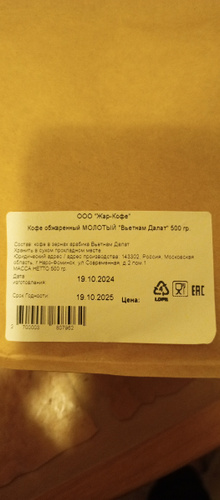 ООО "Жар-Кофе"
Кофе обжаренный МОЛОТЫЙ "Вьетнам Далат" 500 гр.
Состав: кофе в зернах арабика Вьетнам Далат
Хранить в сухом прохладном месте
Юридический адрес / адрес производства: 143302, Россия, Московская
область, г.Наро-Фоминск, ул.Современная, д.2 пом 1
МАССА НЕТТО 500 гр.
Дата изготовления: 19.10.2024
Срок Годности: 19.10.2025 Цена:
LDPE
EAC